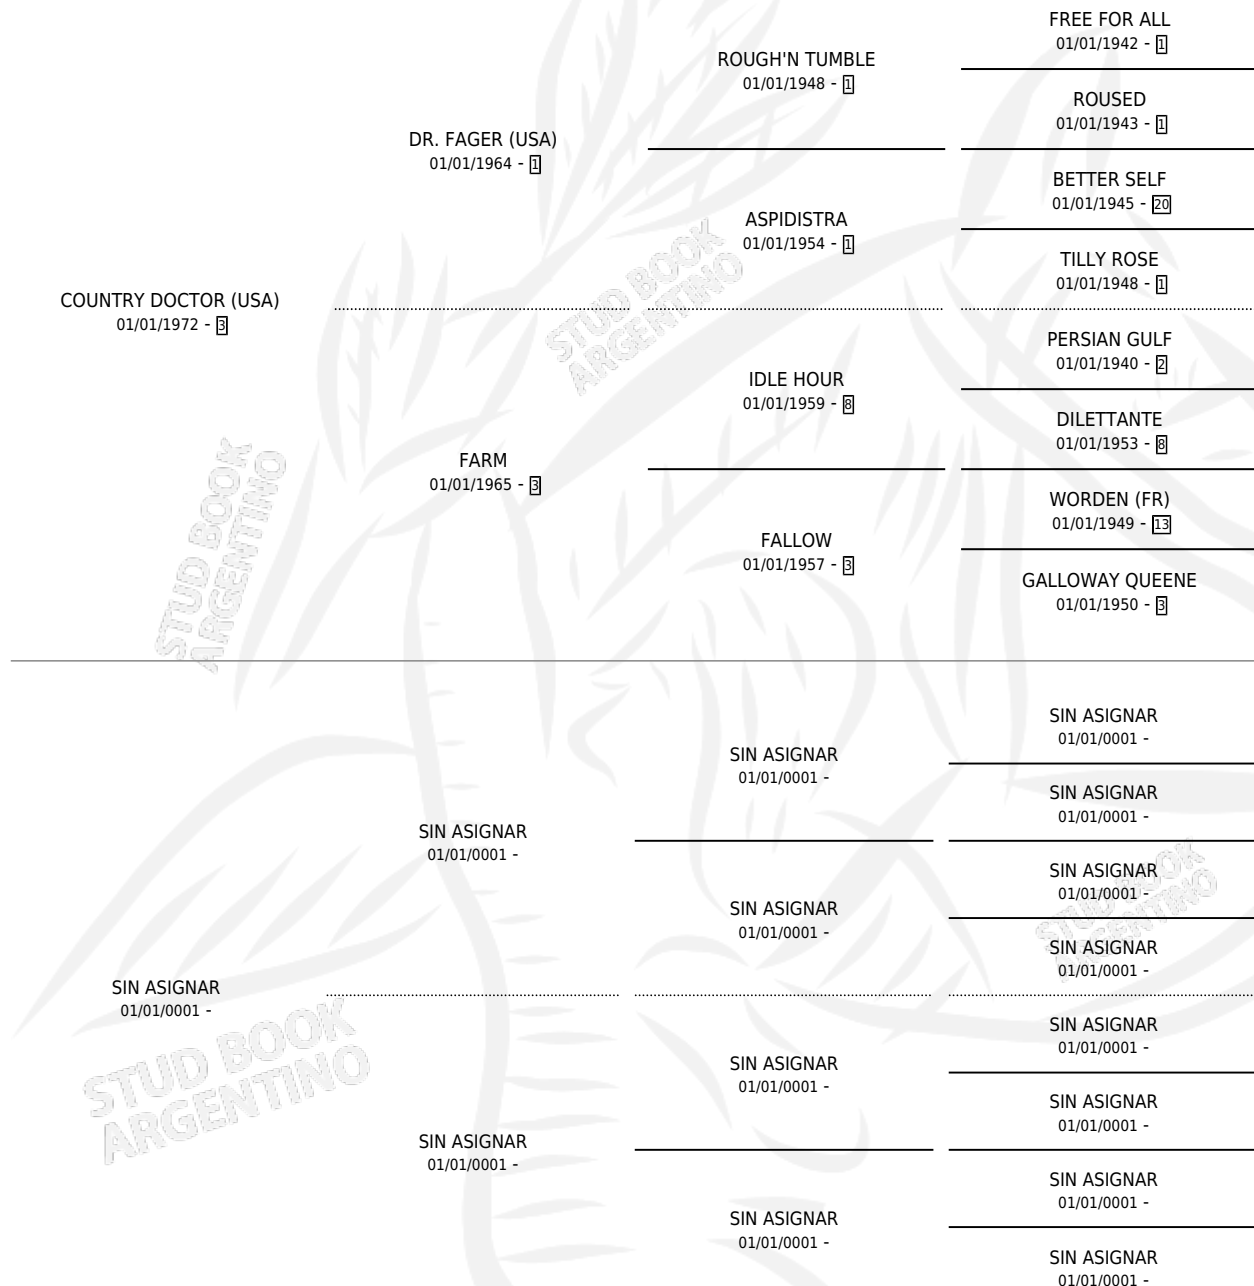 FREE FOR ALL
01/01/1942 - 1
ROUGH'N TUMBLE
01/01/1948 - 1
ROUSED
01/01/1943 - 1
DR. FAGER (USA)
01/01/1964 - 1
BETTER SELF
01/01/1945 - 20
ASPIDISTRA
01/01/1954 - 1
TILLY ROSE
01/01/1948 - 1
COUNTRY DOCTOR (USA)
01/01/1972 - 3
PERSIAN GULF
01/01/1940 - 2
IDLE HOUR
01/01/1959 - 8
DILETTANTE
01/01/1953 - 8
FARM
01/01/1965 - 3
WORDEN (FR)
01/01/1949 - 13
FALLOW
01/01/1957 - 3
GALLOWAY QUEENE
01/01/1950 - 3
STUD BOOK
ARGENTINO
STUD BOOK
ARGENTINO
SIN ASIGNAR
01/01/0001 -
SIN ASIGNAR
01/01/0001 -
SIN ASIGNAR
01/01/0001 -
SIN ASIGNAR
01/01/0001 -
SIN ASIGNAR
01/01/0001 -
SIN ASIGNAR
01/01/0001 -
SIN ASIGNAR
01/01/0001 -
SIN ASIGNAR
01/01/0001 -
SIN ASIGNAR
01/01/0001 -
SIN ASIGNAR
01/01/0001 -
SIN ASIGNAR
01/01/0001 -
SIN ASIGNAR
01/01/0001 -
SIN ASIGNAR
01/01/0001 -
SIN ASIGNAR
01/01/0001 -
SIN ASIGNAR
01/01/0001 -
STUD BOOK
ARGENTINO
STUD BOOK
ARGENTINO